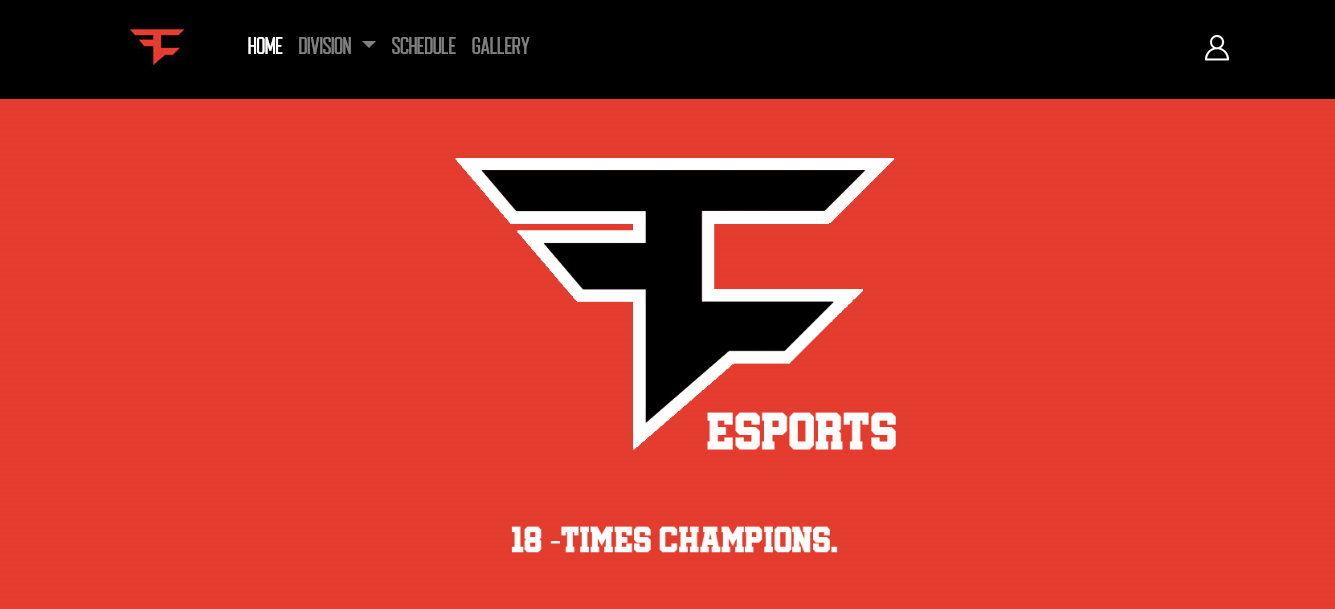 HOME DIVISION SCHEDULE GALLERY
ESPORTS
18 -TIMES CHAMPIONS.